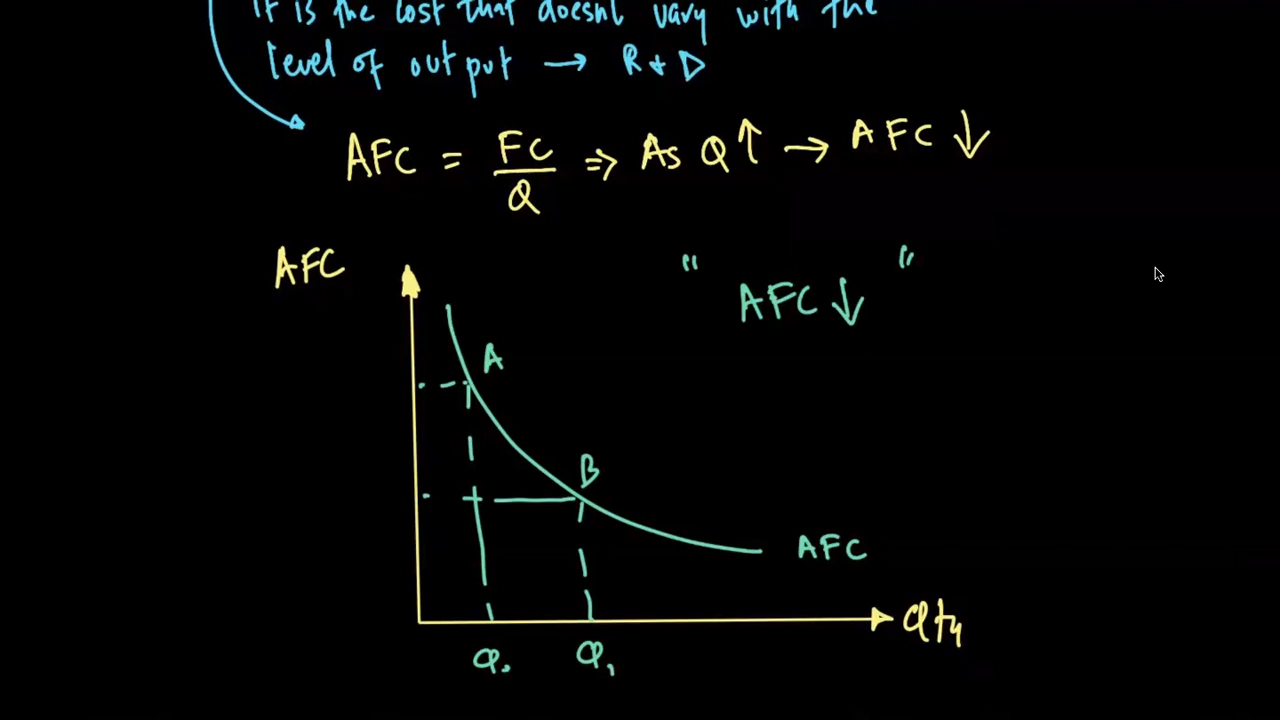 It is the cost that doesn't vary with the
level of output → R & D
AFC = FC/Q ⇒ As Q↑ → AFC↓
AFC
" AFC↓ "
A
B
AFC
Qty
Q₀ Q₁